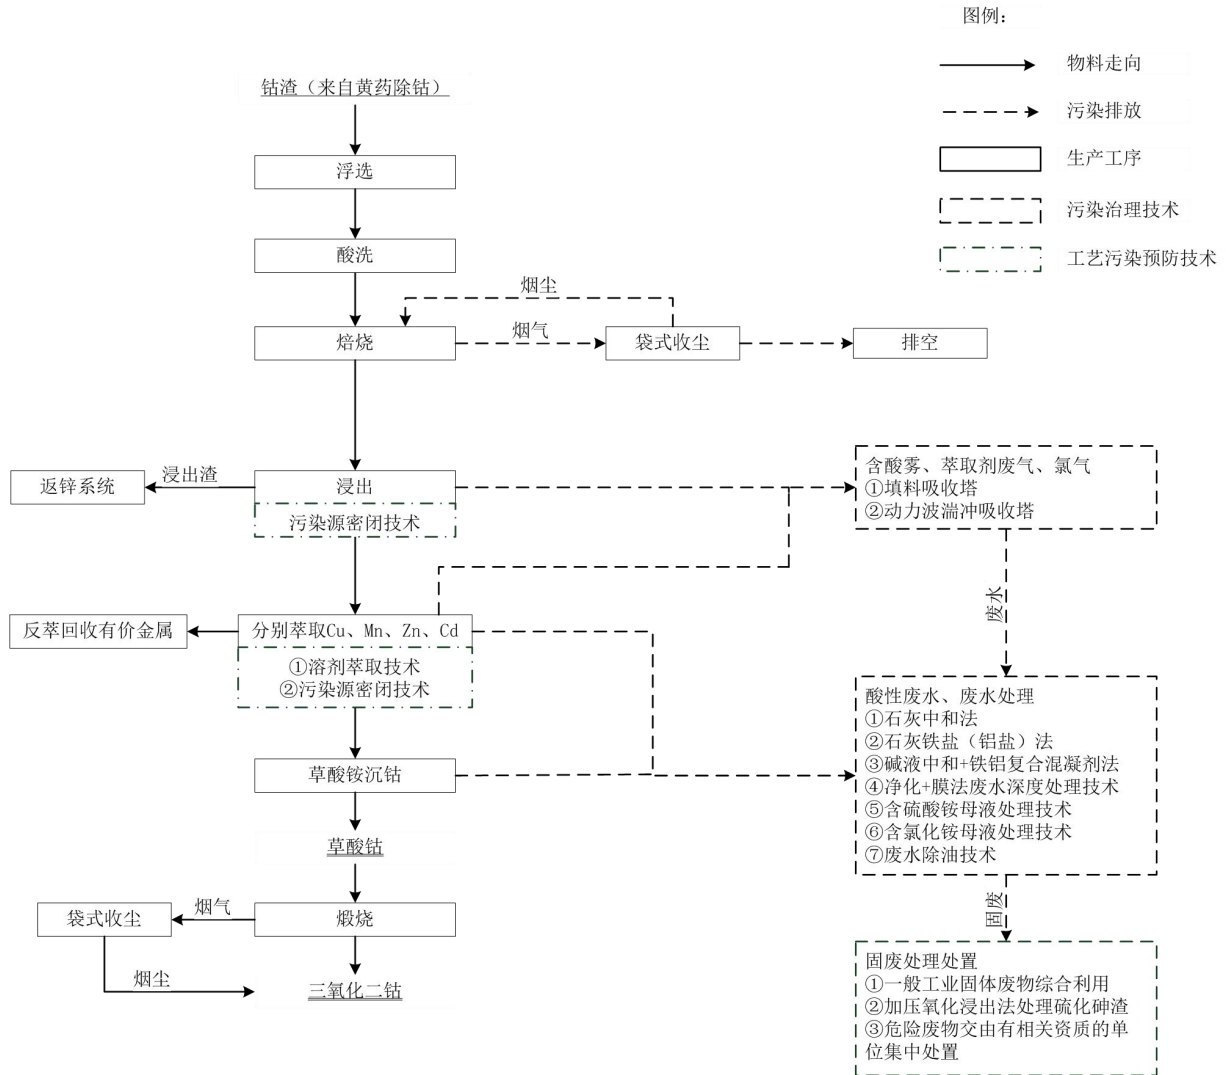 图例：
物料走向
钴渣（来自黄药除钴）
污染排放
生产工序
浮选
污染治理技术
酸洗
工艺污染预防技术
烟尘
烟气
焙烧
袋式收尘
排空
含酸雾、萃取剂废气、氯气
①填料吸收塔
②动力波湍冲吸收塔
浸出渣
返锌系统
浸出
污染源密闭技术
废水
反萃回收有价金属
分别萃取Cu、Mn、Zn、Cd
①溶剂萃取技术
②污染源密闭技术
酸性废水、废水处理
①石灰中和法
②石灰铁盐（铝盐）法
③碱液中和+铁铝复合混凝剂法
④净化+膜法废水深度处理技术
⑤含硫酸铵母液处理技术
⑥含氯化铵母液处理技术
⑦废水除油技术
草酸铵沉钴
草酸钴
烟气
袋式收尘
煅烧
固废
烟尘
三氧化二钴
固废处理处置
①一般工业固体废物综合利用
②加压氧化浸出法处理硫化砷渣
③危险废物交由有相关资质的单
位集中处置